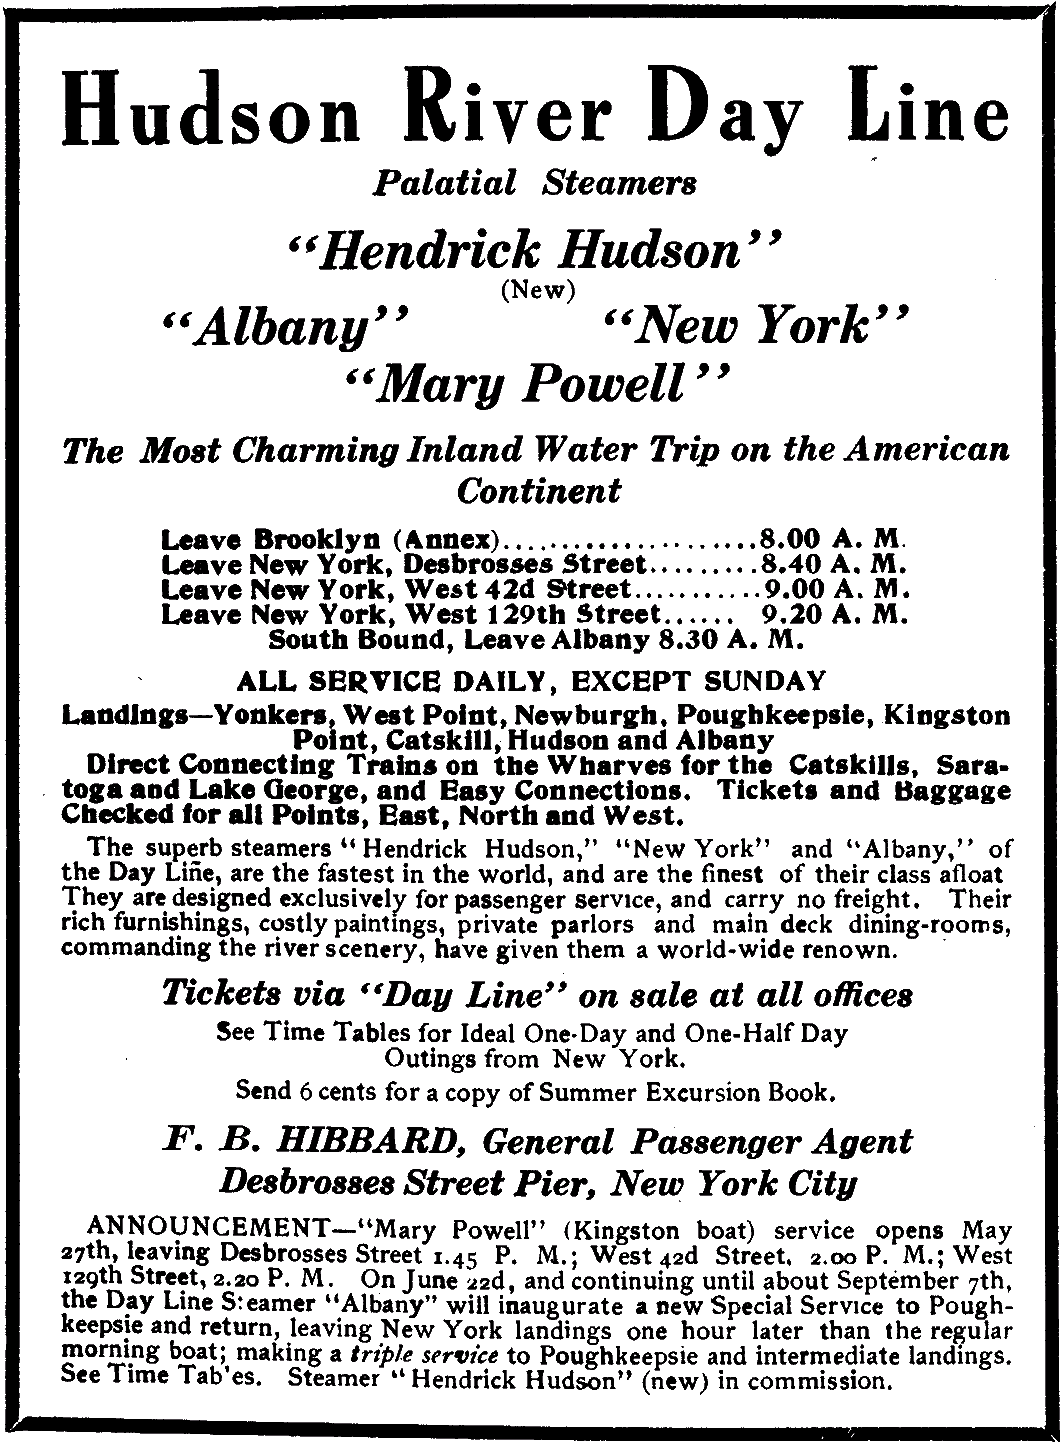 Hudson River Day Line
Palatial Steamers
"Hendrick Hudson"
(New)
"Albany" "New York"
"Mary Powell"
The Most Charming Inland Water Trip on the American
Continent
Leave Brooklyn (Annex)....................8.00 A. M.
Leave New York, Desbrosses Street.........8.40 A. M.
Leave New York, West 42d Street...........9.00 A. M.
Leave New York, West 129th Street...... 9.20 A. M.
South Bound, Leave Albany 8.30 A. M.
ALL SERVICE DAILY, EXCEPT SUNDAY
Landings—Yonkers, West Point, Newburgh, Poughkeepsie, Kingston
Point, Catskill, Hudson and Albany
Direct Connecting Trains on the Wharves for the Catskills, Sara-
toga and Lake George, and Easy Connections. Tickets and Baggage
Checked for all Points, East, North and West.
The superb steamers "Hendrick Hudson," "New York" and "Albany," of
the Day Line, are the fastest in the world, and are the finest of their class afloat
They are designed exclusively for passenger service, and carry no freight. Their
rich furnishings, costly paintings, private parlors and main deck dining-rooms,
commanding the river scenery, have given them a world-wide renown.
Tickets via "Day Line" on sale at all offices
See Time Tables for Ideal One-Day and One-Half Day
Outings from New York.
Send 6 cents for a copy of Summer Excursion Book.
F. B. HIBBARD, General Passenger Agent
Desbrosses Street Pier, New York City
ANNOUNCEMENT—"Mary Powell" (Kingston boat) service opens May
27th, leaving Desbrosses Street 1.45 P. M.; West 42d Street, 2.00 P. M.; West
129th Street, 2.20 P. M. On June 22d, and continuing until about September 7th,
the Day Line Steamer "Albany" will inaugurate a new Special Service to Pough-
keepsie and return, leaving New York landings one hour later than the regular
morning boat; making a triple service to Poughkeepsie and intermediate landings.
See Time Tab'es. Steamer "Hendrick Hudson" (new) in commission.